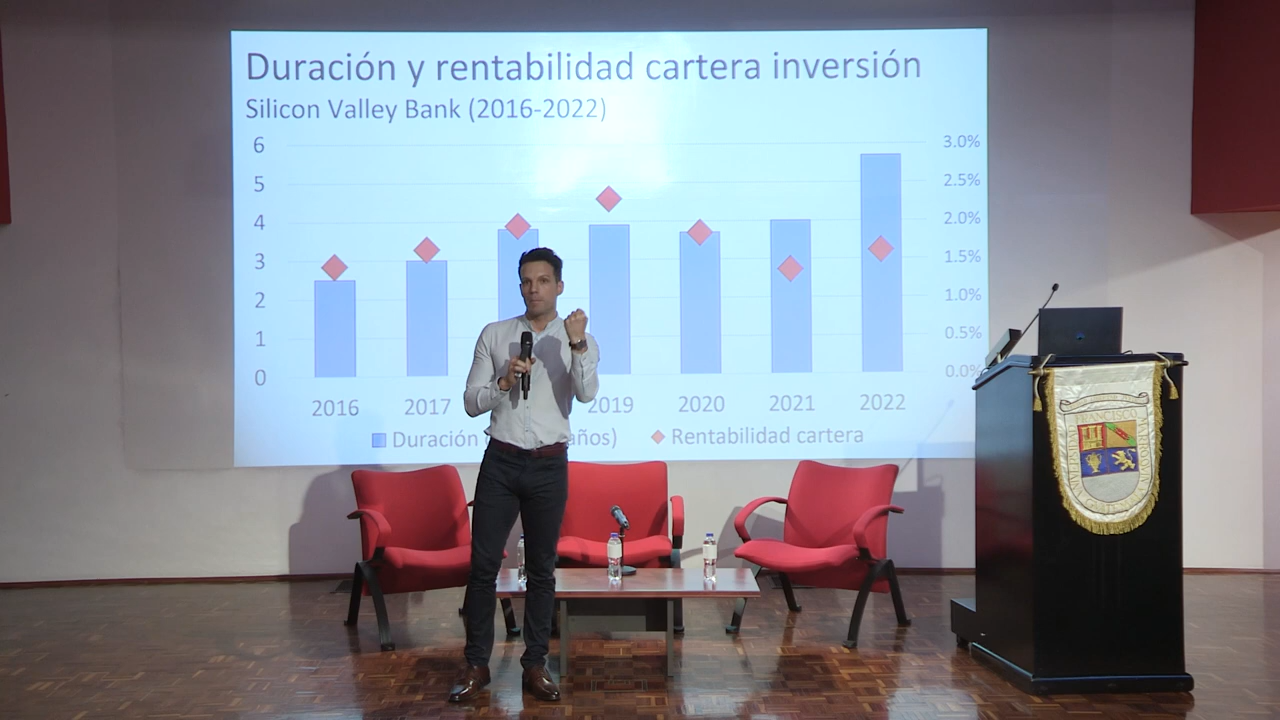 Duración y rentabilidad cartera inversión
Silicon Valley Bank (2016-2022)
6
5
4
3
2
1
0
3.0%
2.5%
2.0%
1.5%
1.0%
0.5%
0.0%
2016 2017 2019 2020 2021 2022
Duración años) Rentabilidad cartera
FRANCISCO